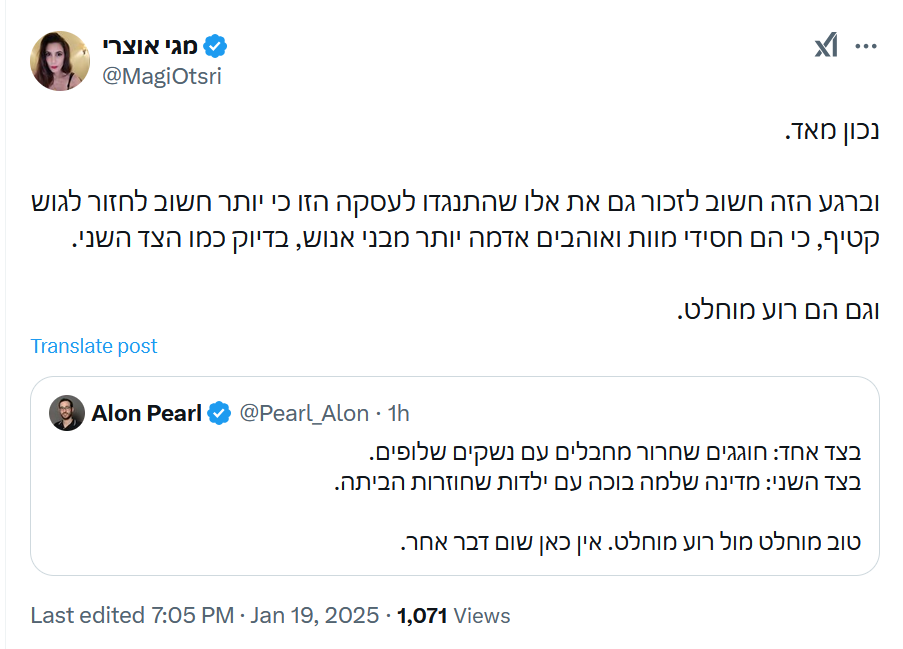 מגי אוצרי
@MagiOtsri
נכון מאד.
וברגע הזה חשוב לזכור גם את אלו שהתנגדו לעסקה הזו כי יותר חשוב לחזור לגוש
קטיף, כי הם חסידי מוות ואוהבים אדמה יותר מבני אנוש, בדיוק כמו הצד השני.
וגם הם רוע מוחלט.
Translate post
Alon Pearl @Pearl_Alon · 1h
בצד אחד: חוגגים שחרור מחבלים עם נשקים שלופים.
בצד השני: מדינה שלמה בוכה עם ילדות שחוזרות הביתה.
טוב מוחלט מול רוע מוחלט. אין כאן שום דבר אחר.
Last edited 7:05 PM · Jan 19, 2025 · 1,071 Views